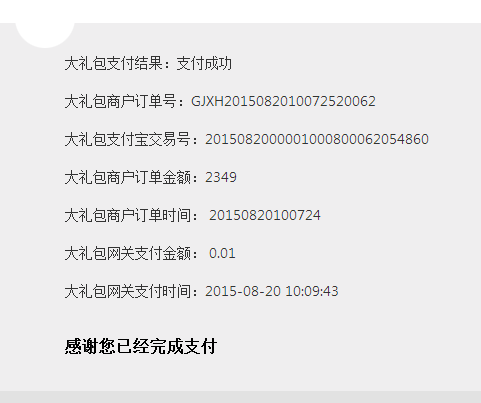 大礼包支付结果：支付成功
大礼包商户订单号：GJXH2015082010072520062
大礼包支付宝交易号：2015082000001000800062054860
大礼包商户订单金额：2349
大礼包商户订单时间： 20150820100724
大礼包网关支付金额： 0.01
大礼包网关支付时间：2015-08-20 10:09:43
感谢您已经完成支付